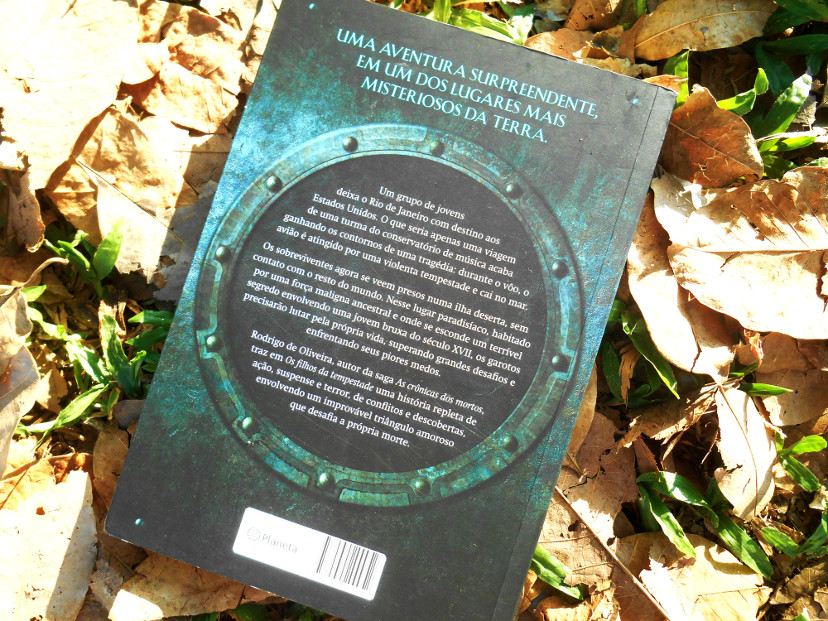 UMA AVENTURA SURPREENDENTE,
EM UM DOS LUGARES MAIS
MISTERIOSOS DA TERRA.
Um grupo de jovens
deixa o Rio de Janeiro com destino aos
Estados Unidos. O que seria apenas uma viagem
de uma turma do conservatório de música acaba
ganhando os contornos de uma tragédia: durante o vôo, o
avião é atingido por uma violenta tempestade e cai no mar.
Os sobreviventes agora se veem presos numa ilha deserta, sem
contato com o resto do mundo. Nesse lugar paradisíaco, habitado
por uma força maligna ancestral e onde se esconde um terrível
segredo envolvendo uma jovem bruxa do século XVII, os garotos
precisarão lutar pela própria vida, superando grandes desafios e
enfrentando seus piores medos.
Rodrigo de Oliveira, autor da saga As crônicas dos mortos,
traz em Os filhos da tempestade uma história repleta de
ação, suspense e terror, de conflitos e descobertas,
envolvendo um improvável triângulo amoroso
que desafia a própria morte.
Planeta